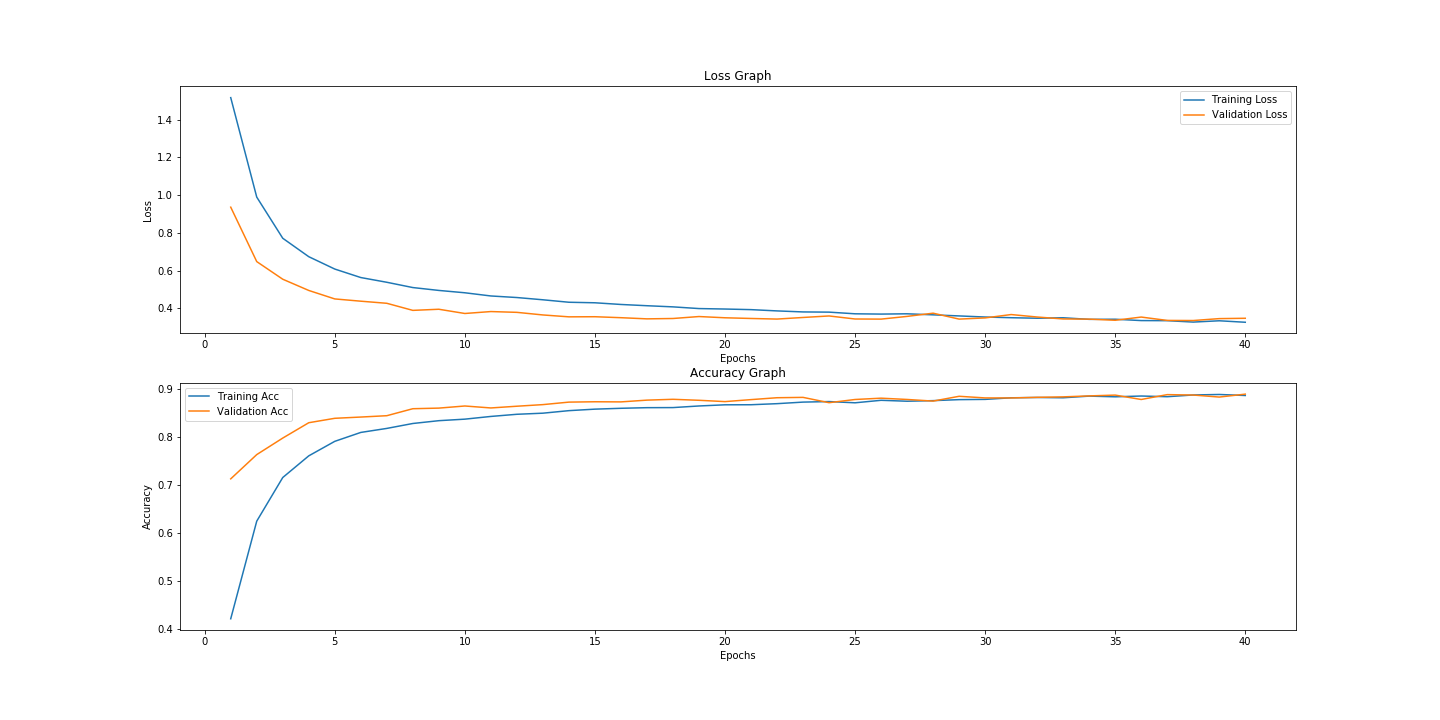 Loss Graph
Training Loss
Validation Loss
1.4
1.2
1.0
0.8
0.6
0.4
Loss
0 5 10 15 20 25 30 35 40
Epochs
Accuracy Graph
Training Acc
Validation Acc
0.9
0.8
0.7
0.6
0.5
0.4
Accuracy
0 5 10 15 20 25 30 35 40
Epochs